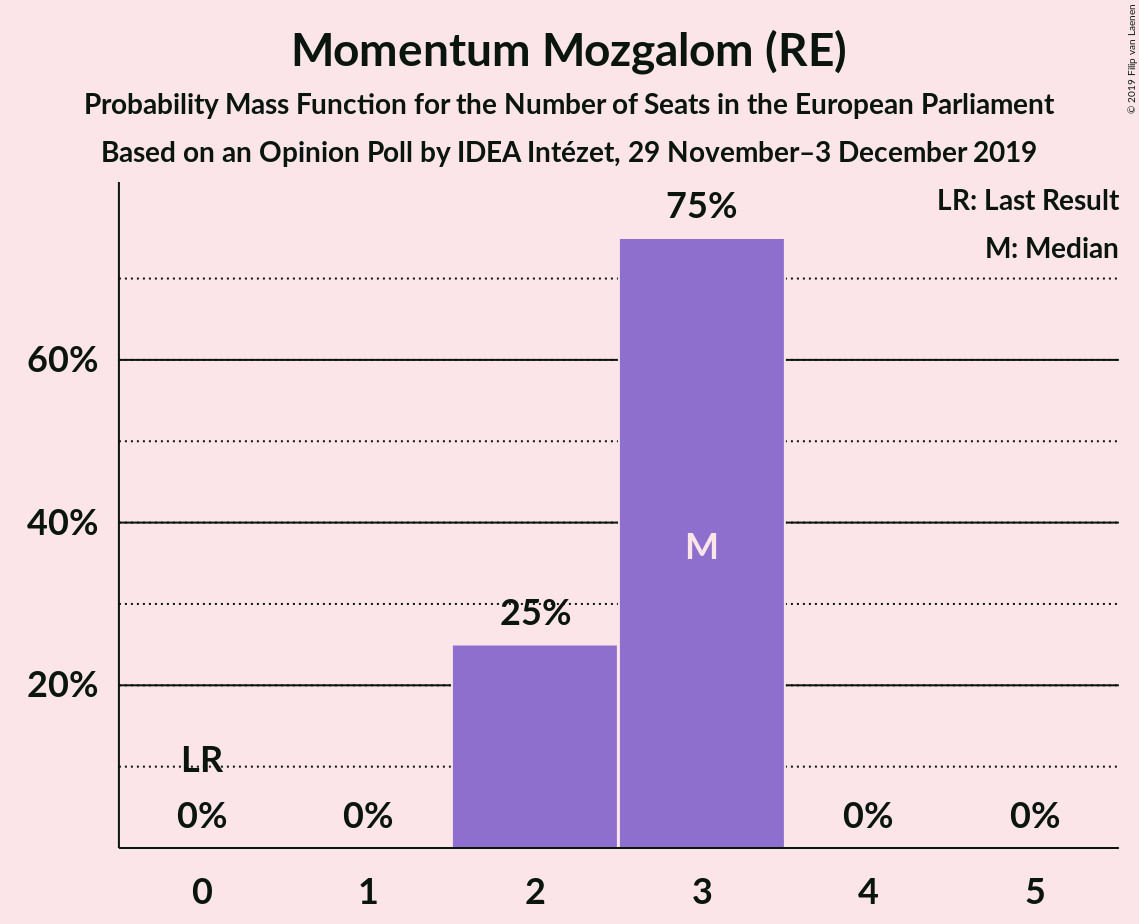 Momentum Mozgalom (RE)
Probability Mass Function for the Number of Seats in the European Parliament
Based on an Opinion Poll by IDEA Intézet, 29 November–3 December 2019
© 2019 Filip van Laenen
LR: Last Result
M: Median
75%
60%
40%
M
25%
20%
LR
0%
0%
0%
0%
0
1
2
3
4
5